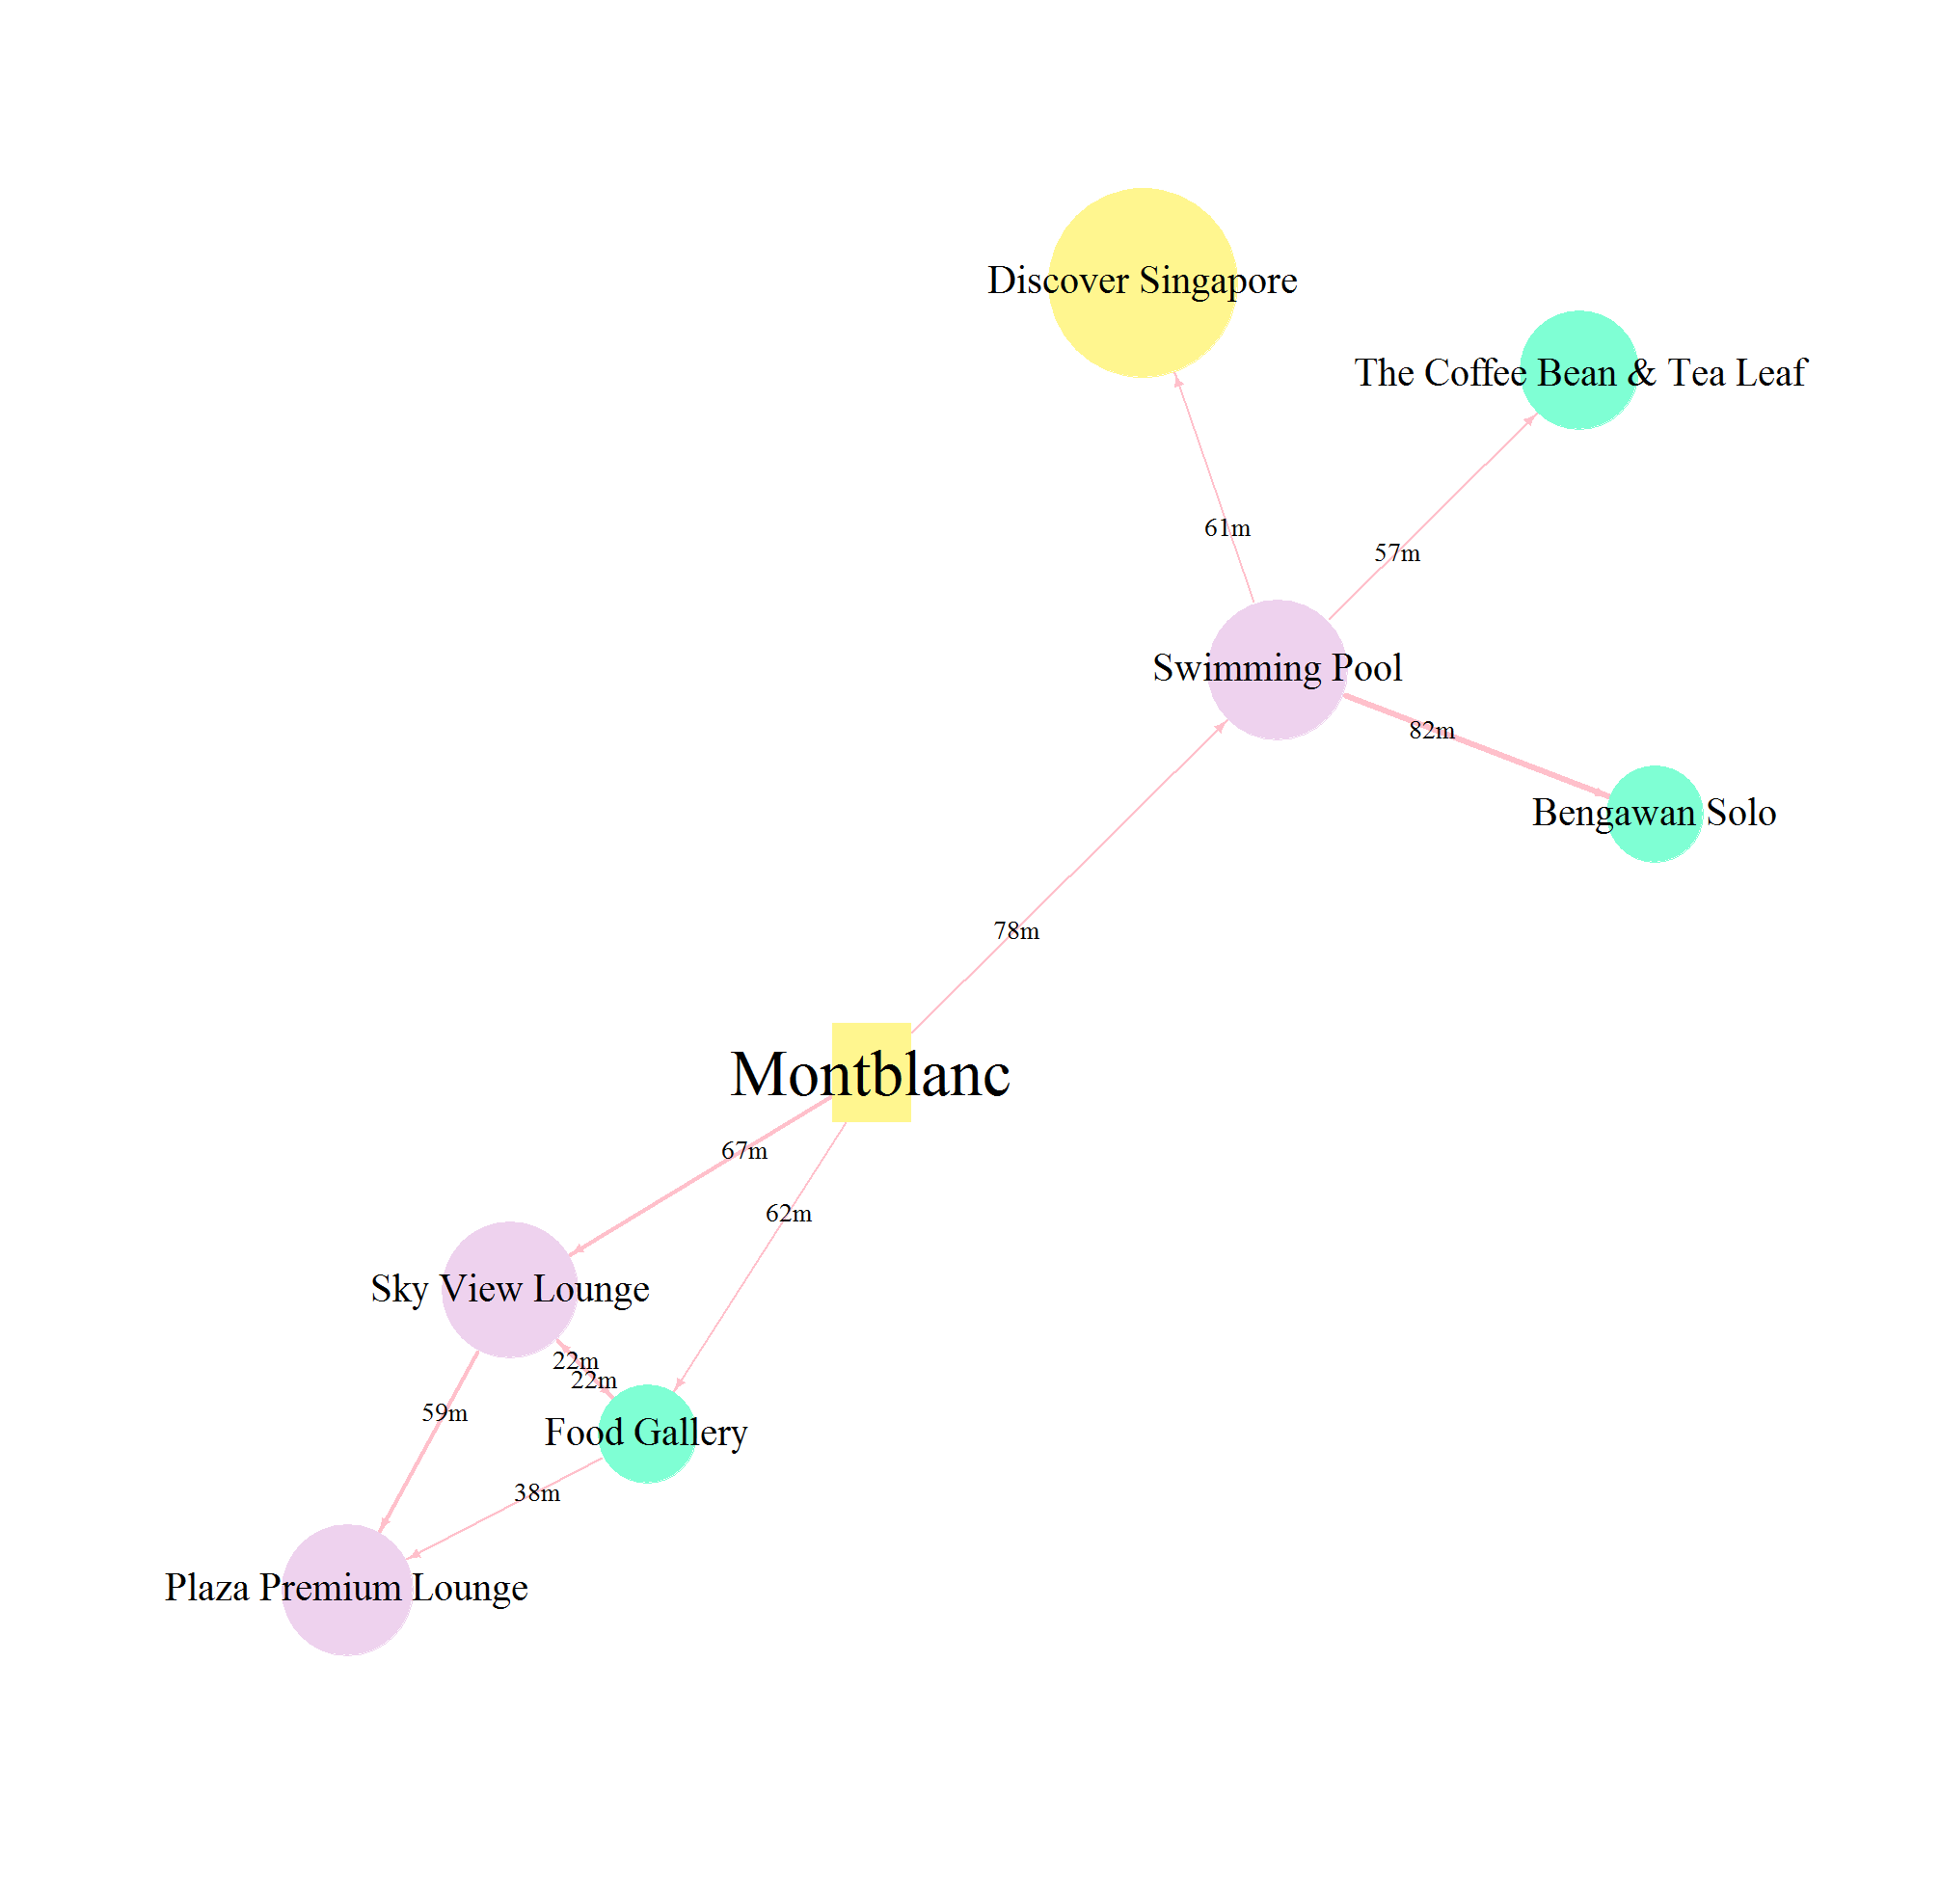 Discover Singapore
The Coffee Bean & Tea Leaf
61m
57m
Swimming Pool
82m
Bengawan Solo
78m
Montblanc
67m
62m
Sky View Lounge
22m
22m
59m
Food Gallery
38m
Plaza Premium Lounge